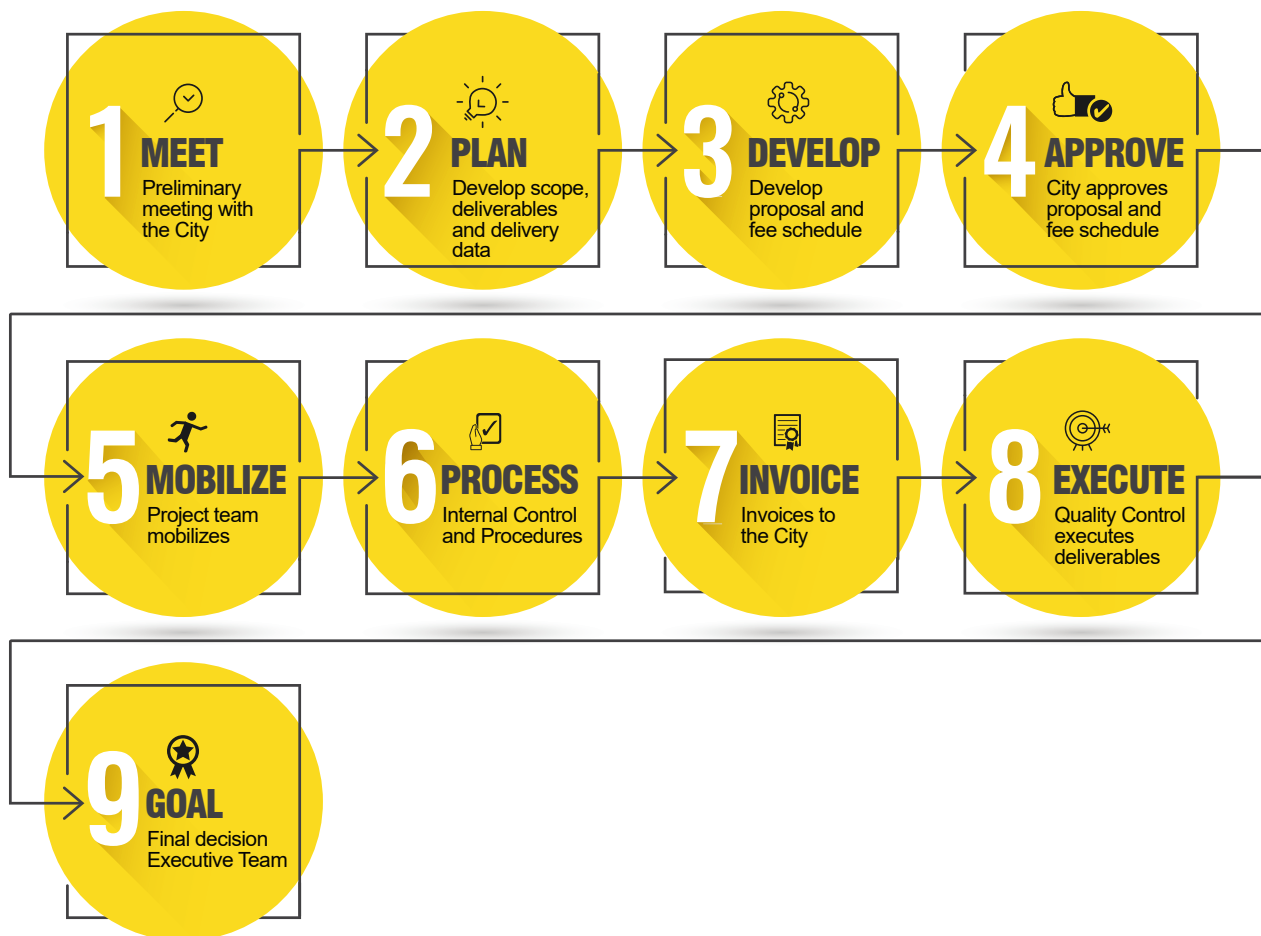 1
MEET
Preliminary
meeting with
the City
2
PLAN
Develop scope,
deliverables
and delivery
data
3
DEVELOP
Develop
proposal and
fee schedule
4
APPROVE
City approves
proposal and
fee schedule
5
MOBILIZE
Project team
mobilizes
6
PROCESS
Internal Control
and Procedures
7
INVOICE
Invoices to
the City
8
EXECUTE
Quality Control
executes
deliverables
9
GOAL
Final decision
Executive Team